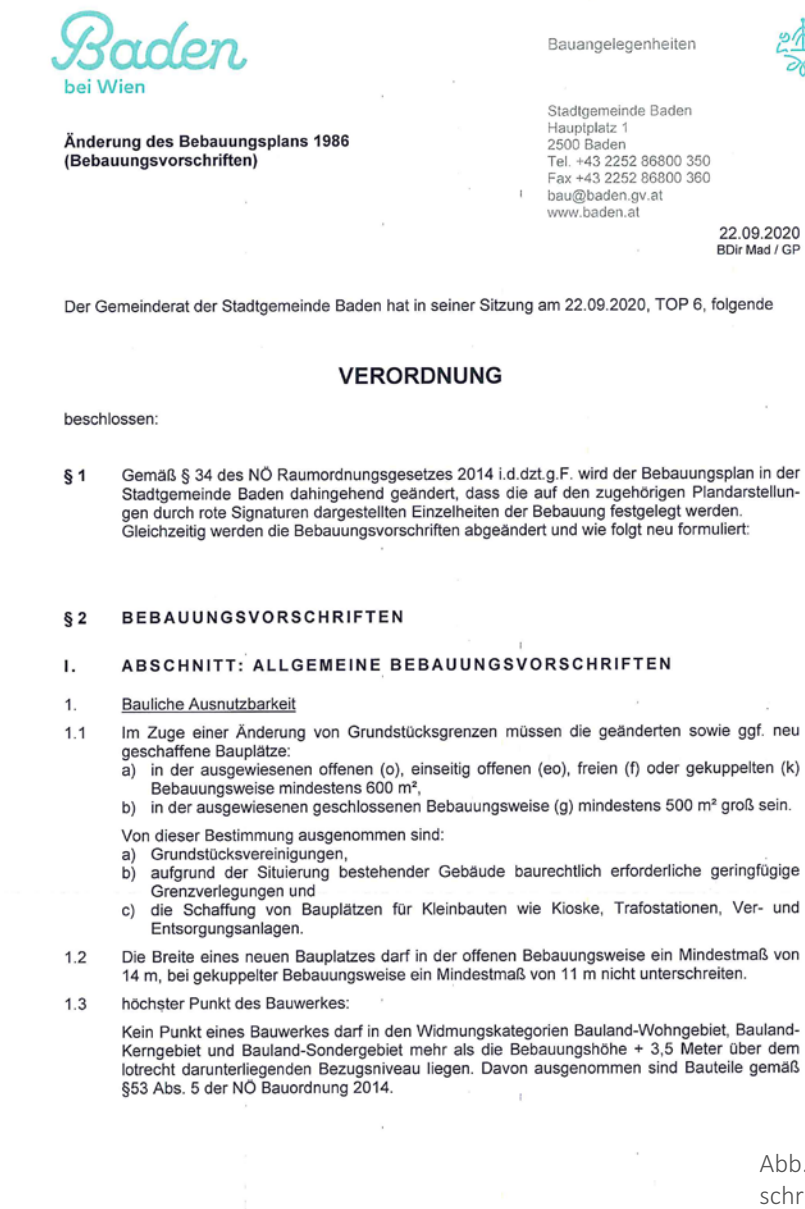 Baden
bei Wien
Bauangelegenheiten
Stadtgemeinde Baden
Hauptplatz 1
2500 Baden
Tel. +43 2252 86800 350
Fax +43 2252 86800 360
bau@baden.gv.at
www.baden.at
Änderung des Bebauungsplans 1986
(Bebauungsvorschriften)
22.09.2020
BDir Mad / GP
Der Gemeinderat der Stadtgemeinde Baden hat in seiner Sitzung am 22.09.2020, TOP 6, folgende
VERORDNUNG
beschlossen:
§ 1 Gemäß § 34 des NÖ Raumordnungsgesetzes 2014 i.d.dzt.g.F. wird der Bebauungsplan in der
Stadtgemeinde Baden dahingehend geändert, dass die auf den zugehörigen Plandarstellun-
gen durch rote Signaturen dargestellten Einzelheiten der Bebauung festgelegt werden.
Gleichzeitig werden die Bebauungsvorschriften abgeändert und wie folgt neu formuliert:
§ 2 BEBAUUNGSVORSCHRIFTEN
I. ABSCHNITT: ALLGEMEINE BEBAUUNGSVORSCHRIFTEN
1. Bauliche Ausnutzbarkeit
1.1 Im Zuge einer Änderung von Grundstücksgrenzen müssen die geänderten sowie ggf. neu
geschaffene Bauplätze:
a) in der ausgewiesenen offenen (o), einseitig offenen (eo), freien (f) oder gekuppelten (k)
Bebauungsweise mindestens 600 m²,
b) in der ausgewiesenen geschlossenen Bebauungsweise (g) mindestens 500 m² groß sein.
Von dieser Bestimmung ausgenommen sind:
a) Grundstücksvereinigungen,
b) aufgrund der Situierung bestehender Gebäude baurechtlich erforderliche geringfügige
Grenzverlegungen und
c) die Schaffung von Bauplätzen für Kleinbauten wie Kioske, Trafostationen, Ver- und
Entsorgungsanlagen.
1.2 Die Breite eines neuen Bauplatzes darf in der offenen Bebauungsweise ein Mindestmaß von
14 m, bei gekuppelter Bebauungsweise ein Mindestmaß von 11 m nicht unterschreiten.
1.3 höchster Punkt des Bauwerkes:
Kein Punkt eines Bauwerkes darf in den Widmungskategorien Bauland-Wohngebiet, Bauland-
Kerngebiet und Bauland-Sondergebiet mehr als die Bebauungshöhe + 3,5 Meter über dem
lotrecht darunterliegenden Bezugsniveau liegen. Davon ausgenommen sind Bauteile gemäß
§53 Abs. 5 der NÖ Bauordnung 2014.
Abb.
schr